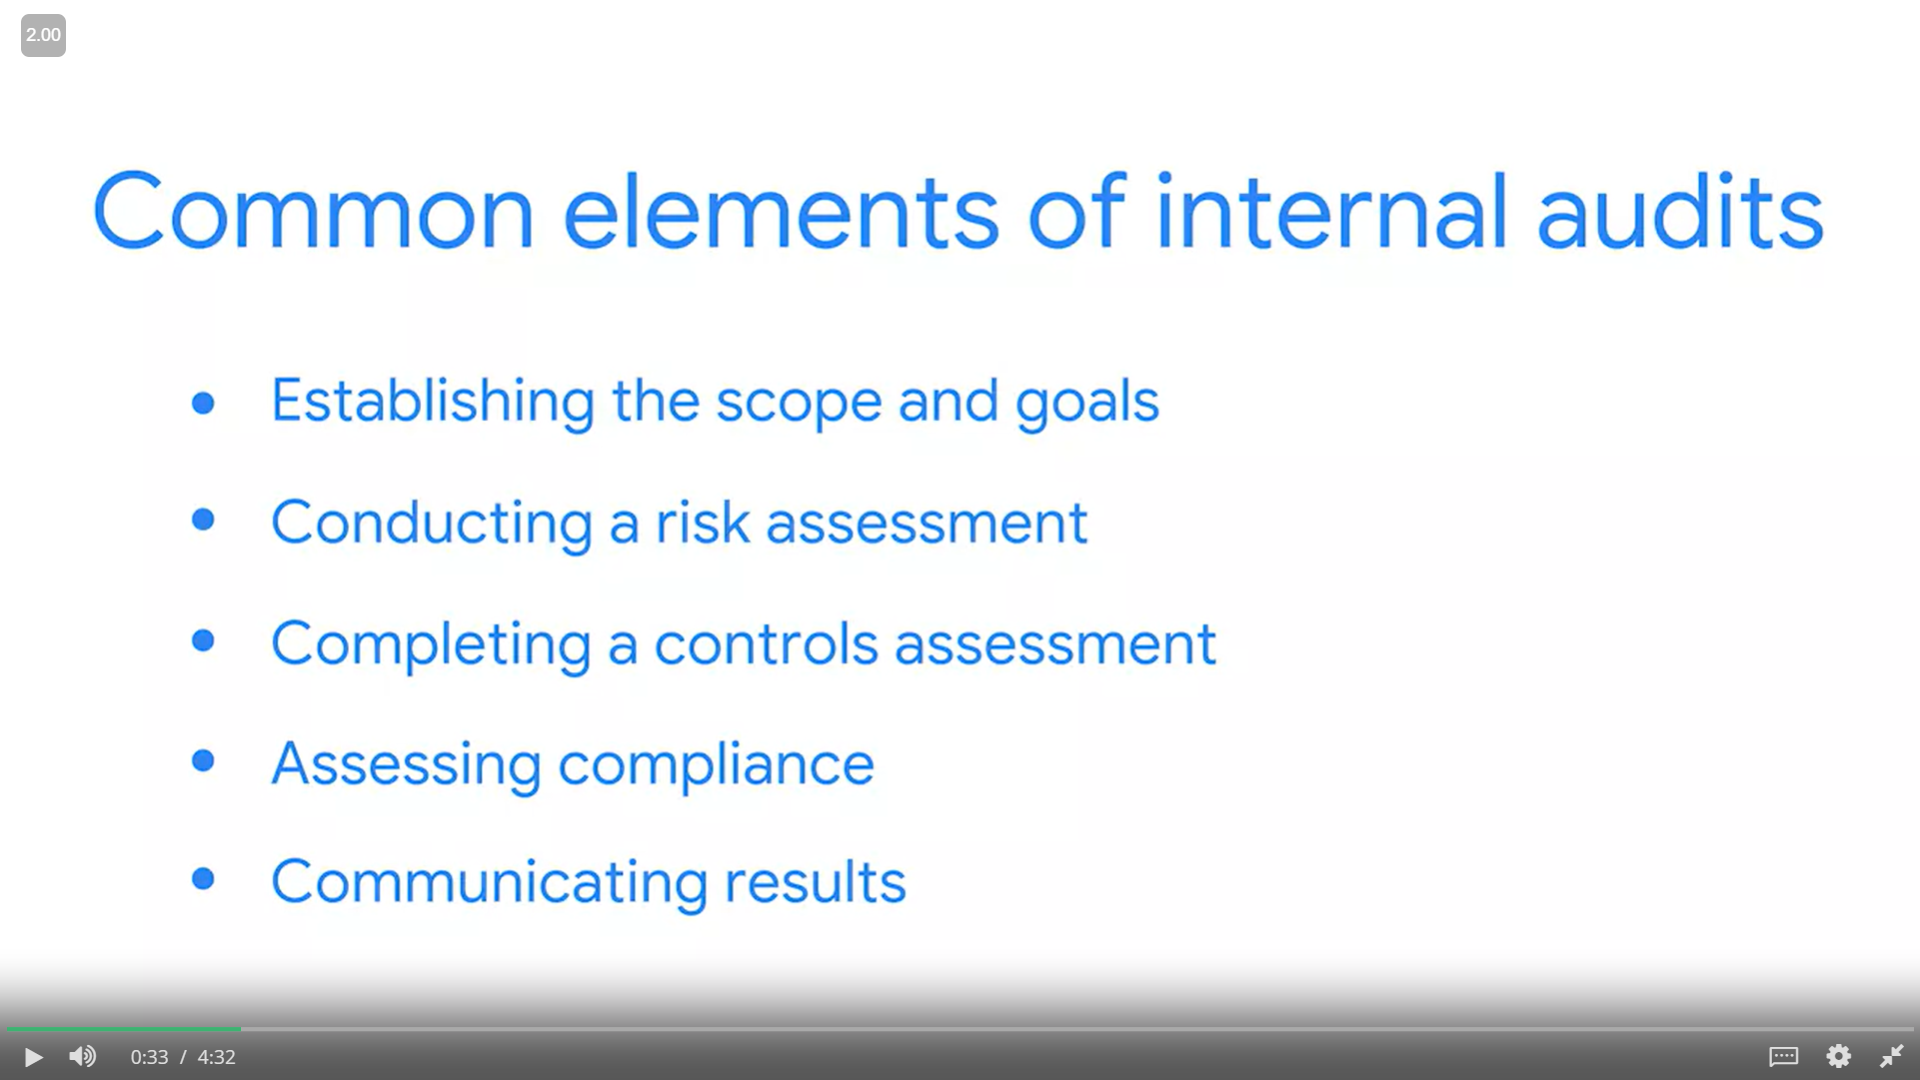 2.00
Common elements of internal audits
• Establishing the scope and goals
• Conducting a risk assessment
• Completing a controls assessment
• Assessing compliance
• Communicating results
0:33 / 4:32